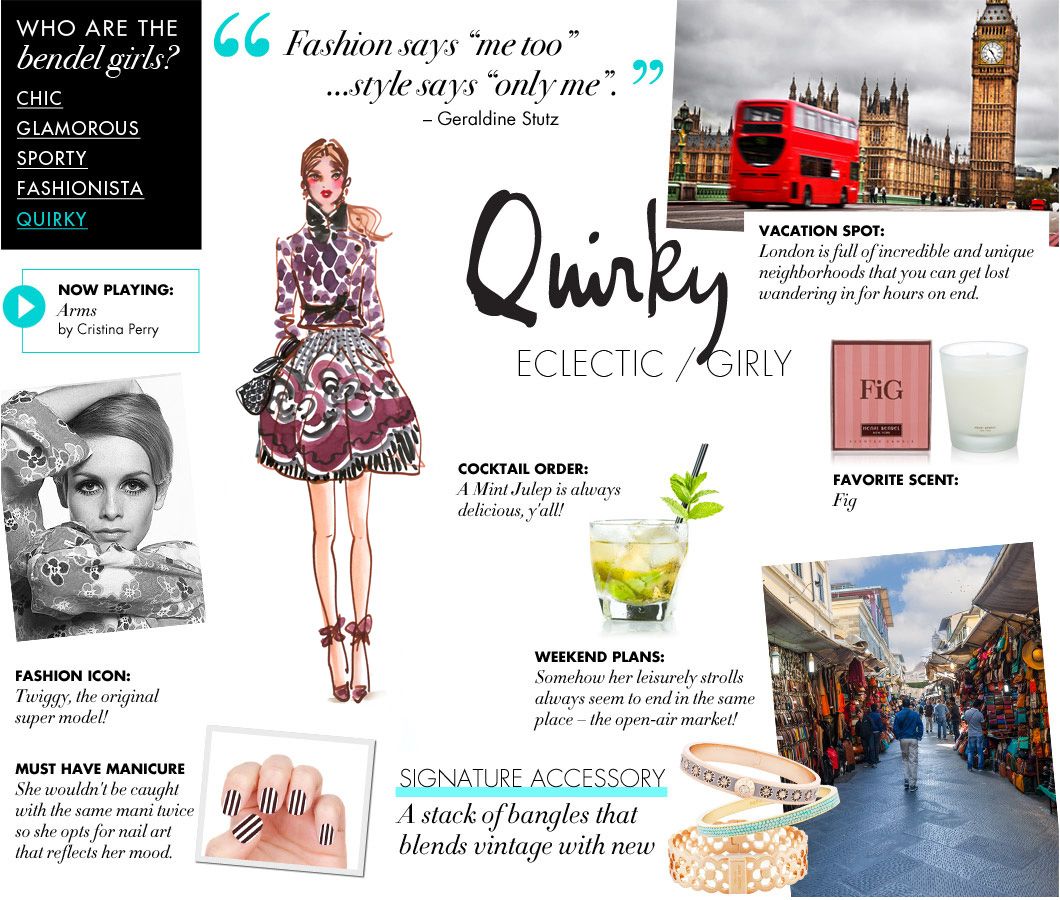 WHO ARE THE
bendel girls?
CHIC
GLAMOROUS
SPORTY
FASHIONISTA
QUIRKY
“ Fashion says “me too”
...style says “only me”. ”
– Geraldine Stutz
VACATION SPOT:
London is full of incredible and unique
neighborhoods that you can get lost
wandering in for hours on end.
NOW PLAYING:
Arms
by Cristina Perry
Quirky
ECLECTIC / GIRLY
FiG
HENRI BENDEL
NEW YORK
SCENTED CANDLE
HENRI BENDEL
FAVORITE SCENT:
Fig
COCKTAIL ORDER:
A Mint Julep is always
delicious, y'all!
WEEKEND PLANS:
Somehow her leisurely strolls
always seem to end in the same
place – the open-air market!
FASHION ICON:
Twiggy, the original
super model!
MUST HAVE MANICURE
She wouldn't be caught
with the same mani twice
so she opts for nail art
that reflects her mood.
SIGNATURE ACCESSORY
A stack of bangles that
blends vintage with new